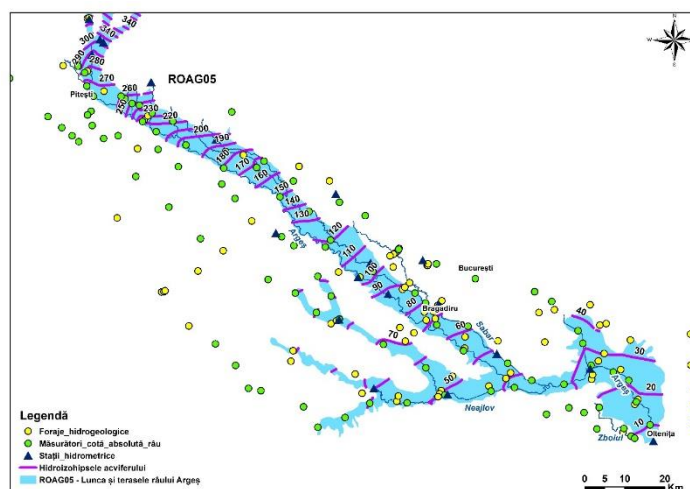 340
310
300
290
280
270
Pitești
260
250
230
220
ROAG05
200
190
180
170
160
150
140
130
Argeș
120
110
100
90
80
București
Bragadiru
70
60
Sabar
50
Neajlov
40
30
Argeș
20
10
Zboiul
Oltenița
N
W
E
S
Legendă
Foraje_hidrogeologice
Măsurători_cotă_absolută_râu
Stații_hidrometrice
Hidroizohipsele acviferului
ROAG05 - Lunca și terasele râului Argeș
0 5 10 20
Km